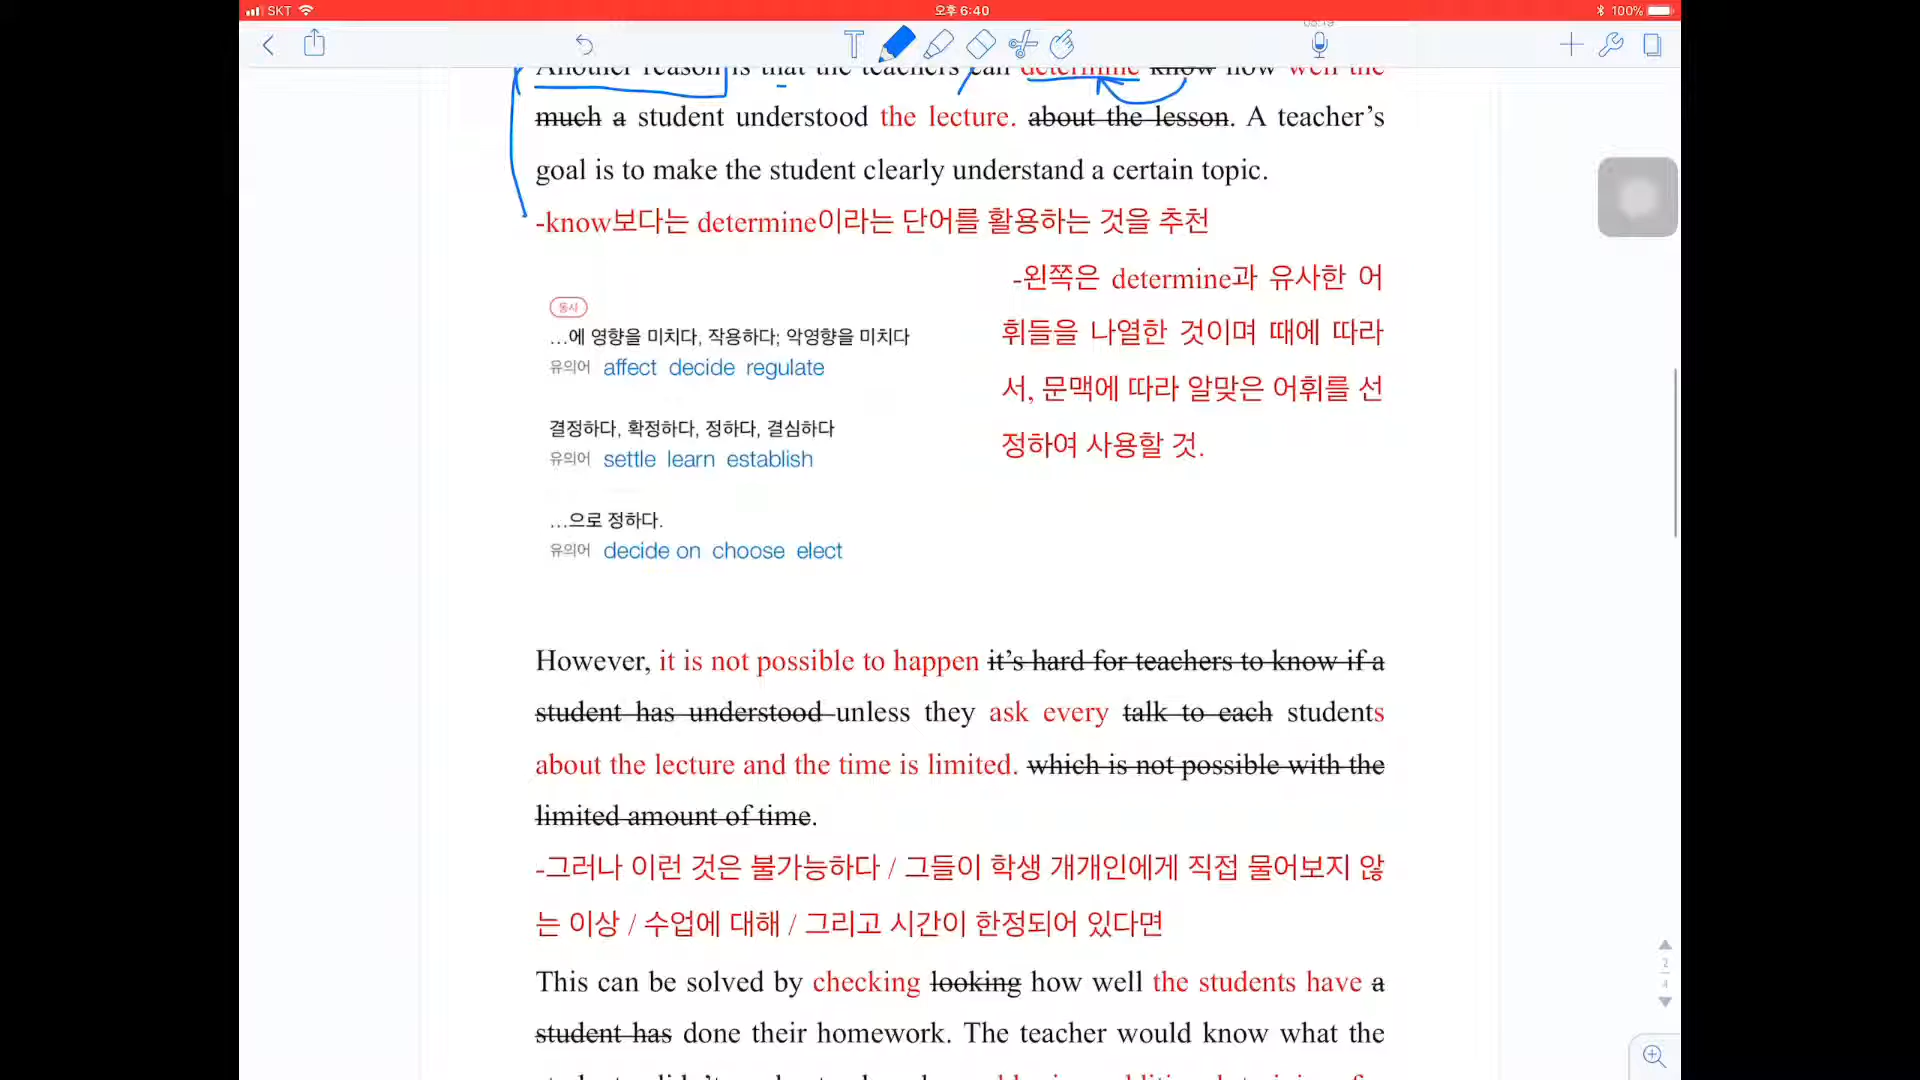 SKT 오후 6:40 100%
Another reason is that the teachers can determine know how well the
much a student understood the lecture. about the lesson. A teacher's
goal is to make the student clearly understand a certain topic.
-know보다는 determine이라는 단어를 활용하는 것을 추천
-왼쪽은 determine과 유사한 어
휘들을 나열한 것이며 때에 따라
서, 문맥에 따라 알맞은 어휘를 선
정하여 사용할 것.
동사
...에 영향을 미치다, 작용하다; 악영향을 미치다
유의어 affect decide regulate
결정하다, 확정하다, 정하다, 결심하다
유의어 settle learn establish
...으로 정하다.
유의어 decide on choose elect
However, it is not possible to happen it's hard for teachers to know if a
student has understood unless they ask every talk to each students
about the lecture and the time is limited. which is not possible with the
limited amount of time.
-그러나 이런 것은 불가능하다 / 그들이 학생 개개인에게 직접 물어보지 않
는 이상 / 수업에 대해 / 그리고 시간이 한정되어 있다면
This can be solved by checking looking how well the students have a
student has done their homework. The teacher would know what the
2
4